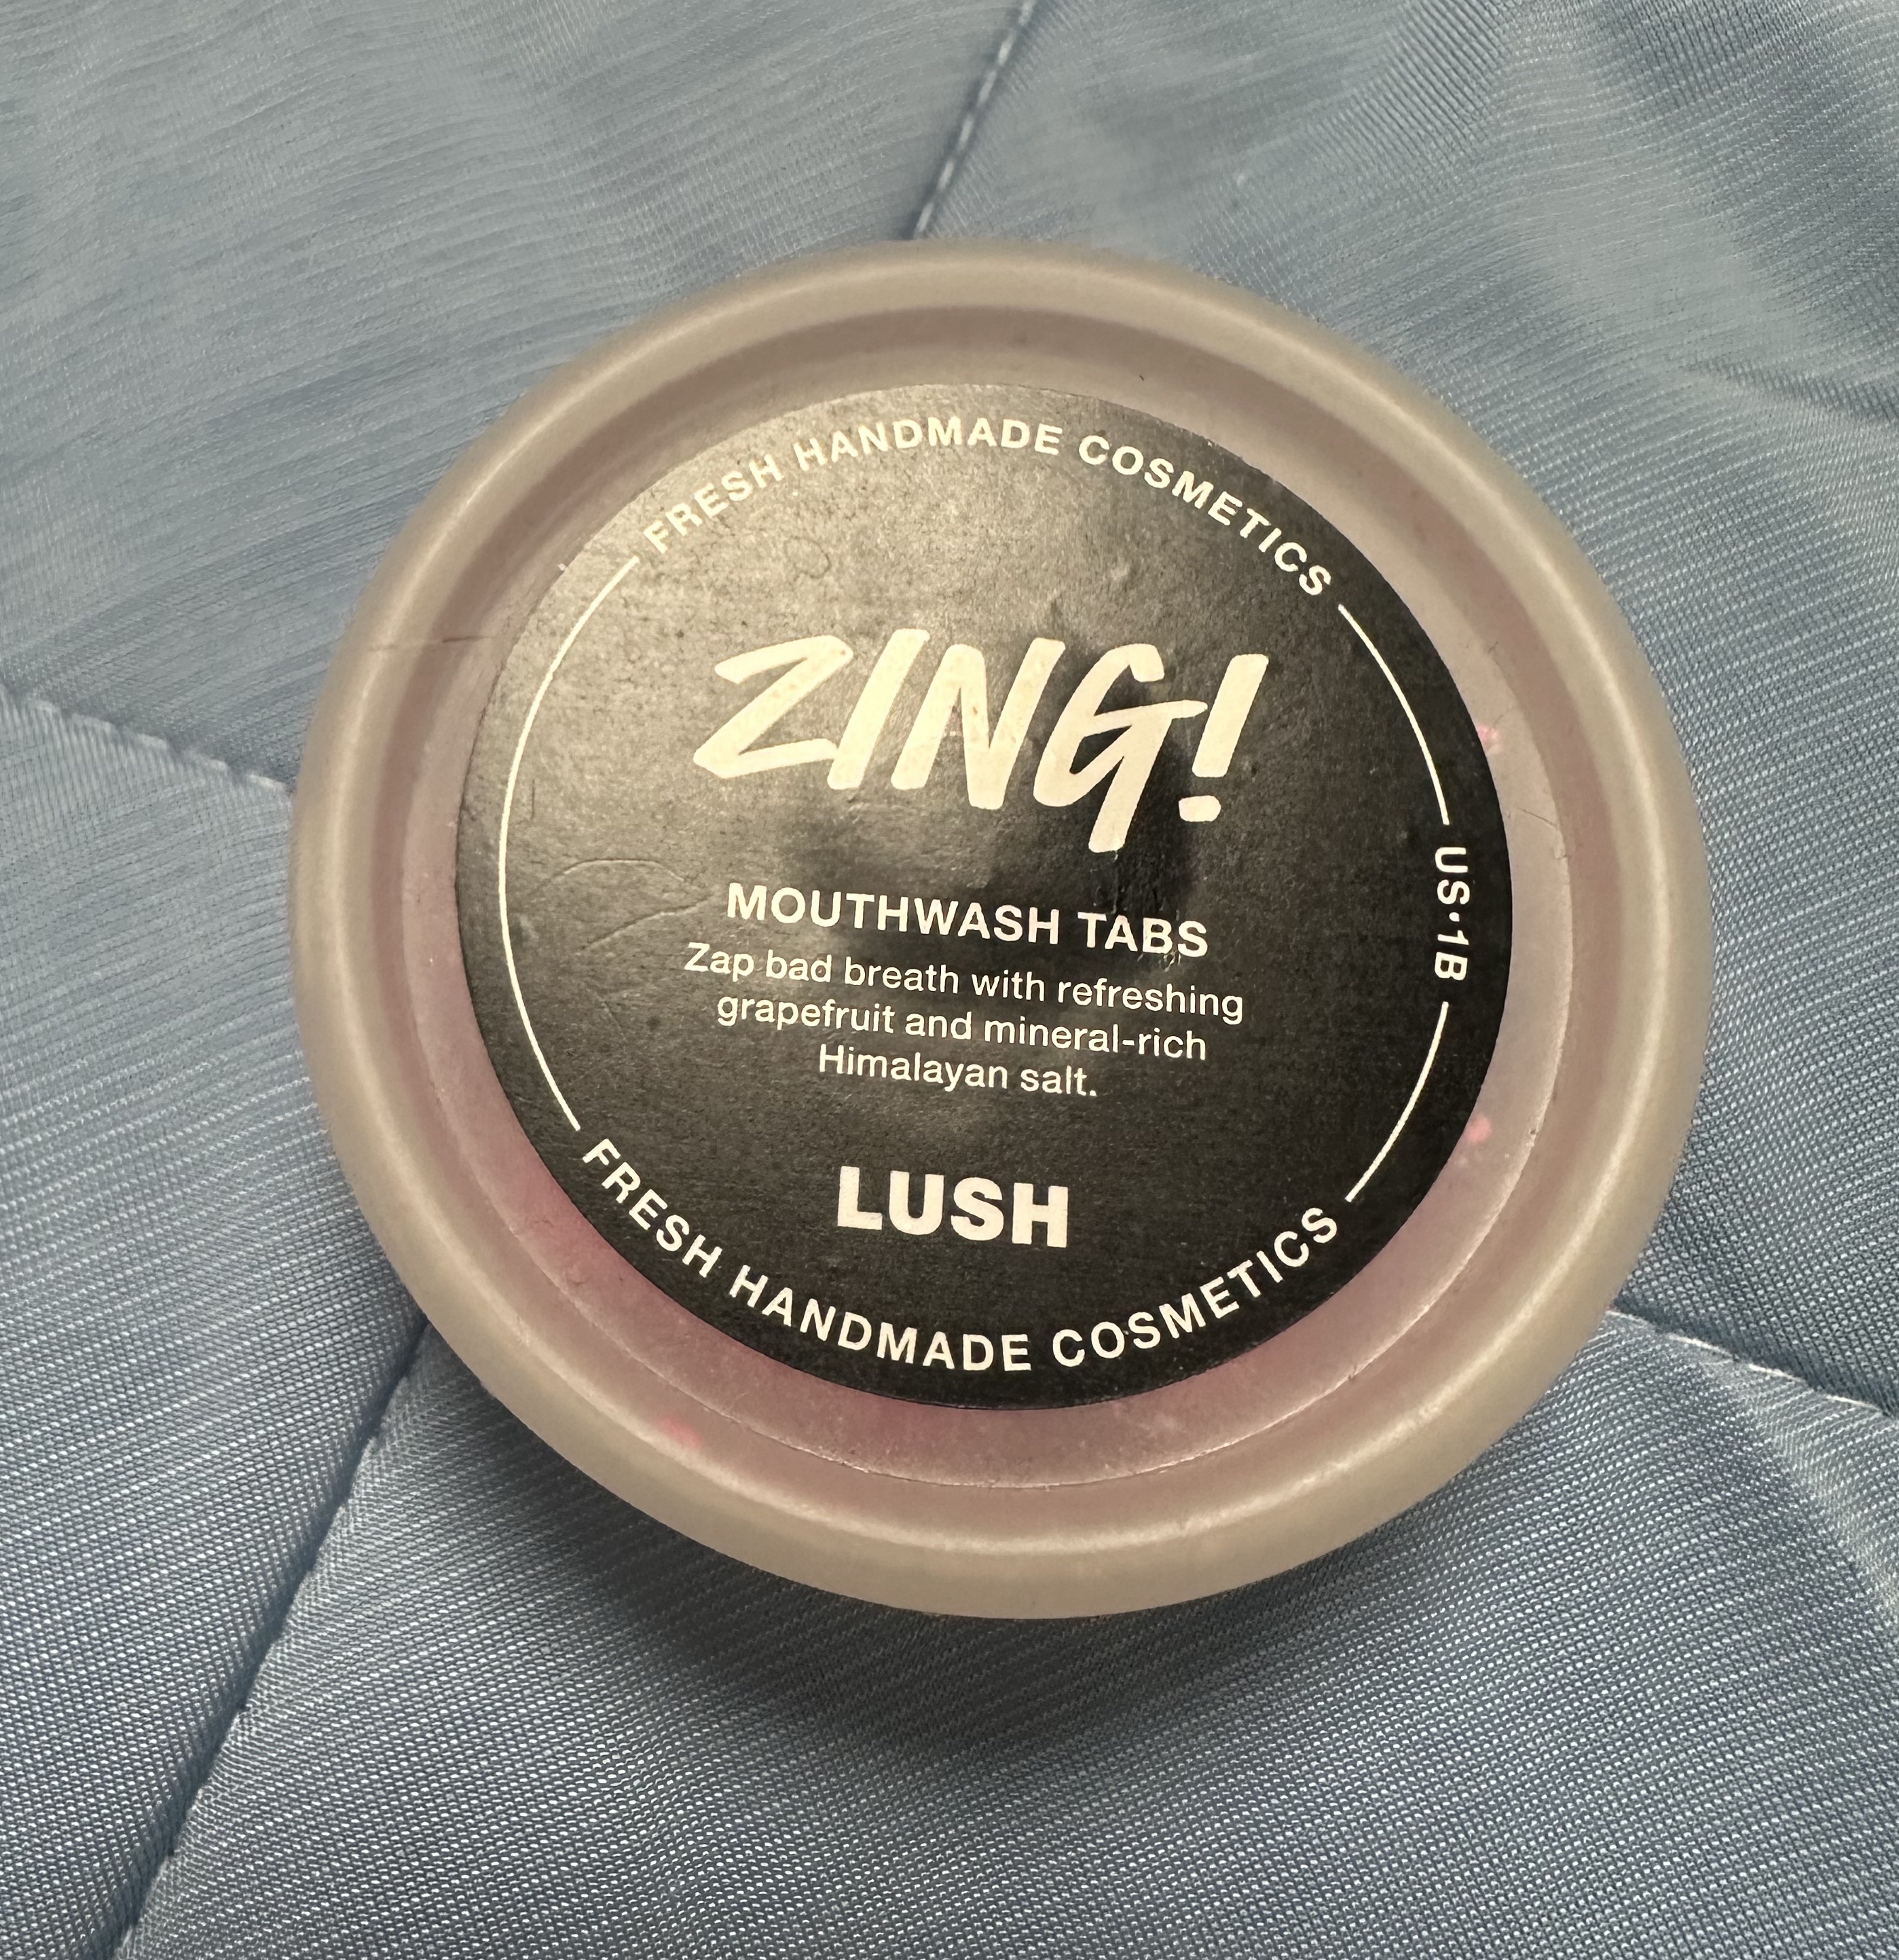 FRESH HANDMADE COSMETICS
ZING!
MOUTHWASH TABS
Zap bad breath with refreshing
grapefruit and mineral-rich
Himalayan salt.
LUSH
FRESH HANDMADE COSMETICS
US•1B